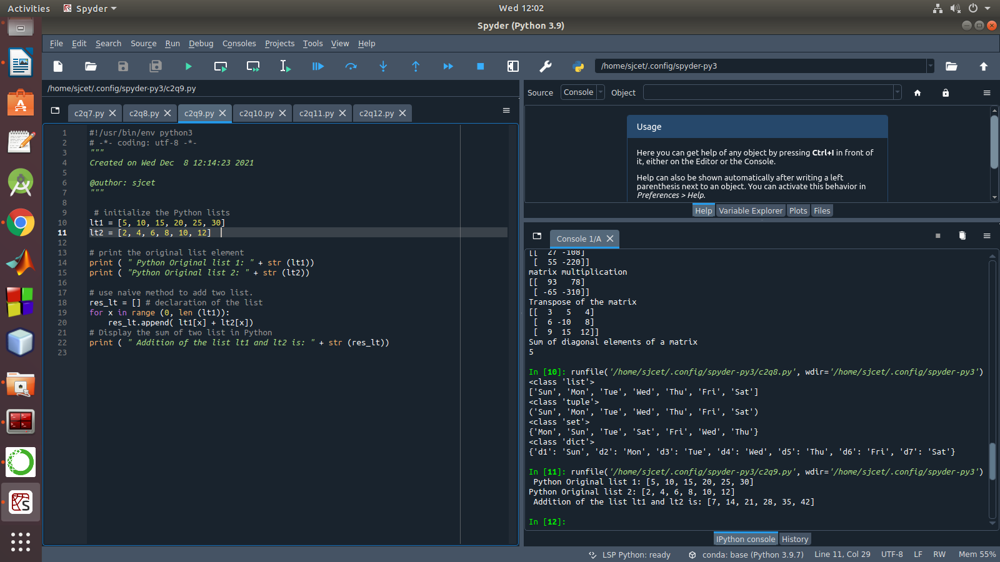 Activities Spyder Wed 12:02
Spyder (Python 3.9)
File Edit Search Source Run Debug Consoles Projects Tools View Help
/home/sjcet/.config/spyder-py3
/home/sjcet/.config/spyder-py3/c2q9.py
c2q7.py c2q8.py c2q9.py c2q10.py c2q11.py c2q12.py
1 #!/usr/bin/env python3
2 # -*- coding: utf-8 -*-
3 """
4 Created on Wed Dec  8 12:14:23 2021
5
6 @author: sjcet
7 """
8
9  # initialize the Python lists
10 lt1 = [5, 10, 15, 20, 25, 30]
11 lt2 = [2, 4, 6, 8, 10, 12]
12
13 # print the original list element
14 print ( " Python Original list 1: " + str (lt1))
15 print ( "Python Original list 2: " + str (lt2))
16
17 # use naive method to add two list.
18 res_lt = [] # declaration of the list
19 for x in range (0, len (lt1)):
20     res_lt.append( lt1[x] + lt2[x])
21 # Display the sum of two list in Python
22 print ( " Addition of the list lt1 and lt2 is: " + str (res_lt))
23
Source Console Object
Usage
Here you can get help of any object by pressing Ctrl+I in front of
it, either on the Editor or the Console.
Help can also be shown automatically after writing a left
parenthesis next to an object. You can activate this behavior in
Preferences > Help.
Help Variable Explorer Plots Files
Console 1/A
[[  27 -108]
 [  55 -220]]
matrix multiplication
[[  93   78]
 [ -65 -310]]
Transpose of the matrix
[[  3   5   4]
 [  6 -10   8]
 [  9  15  12]]
Sum of diagonal elements of a matrix
5
In [10]: runfile('/home/sjcet/.config/spyder-py3/c2q8.py', wdir='/home/sjcet/.config/spyder-py3')
<class 'list'>
['Sun', 'Mon', 'Tue', 'Wed', 'Thu', 'Fri', 'Sat']
<class 'tuple'>
('Sun', 'Mon', 'Tue', 'Wed', 'Thu', 'Fri', 'Sat')
<class 'set'>
{'Mon', 'Sun', 'Tue', 'Sat', 'Fri', 'Wed', 'Thu'}
<class 'dict'>
{'d1': 'Sun', 'd2': 'Mon', 'd3': 'Tue', 'd4': 'Wed', 'd5': 'Thu', 'd6': 'Fri', 'd7': 'Sat'}
In [11]: runfile('/home/sjcet/.config/spyder-py3/c2q9.py', wdir='/home/sjcet/.config/spyder-py3')
 Python Original list 1: [5, 10, 15, 20, 25, 30]
Python Original list 2: [2, 4, 6, 8, 10, 12]
 Addition of the list lt1 and lt2 is: [7, 14, 21, 28, 35, 42]
In [12]:
IPython console History
LSP Python: ready conda: base (Python 3.9.7) Line 11, Col 29 UTF-8 LF RW Mem 55%